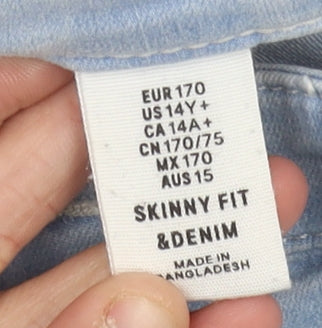 EUR 170
US 14Y+
CA 14A+
CN 170/75
MX 170
AUS 15
SKINNY FIT
&DENIM
MADE IN
BANGLADESH